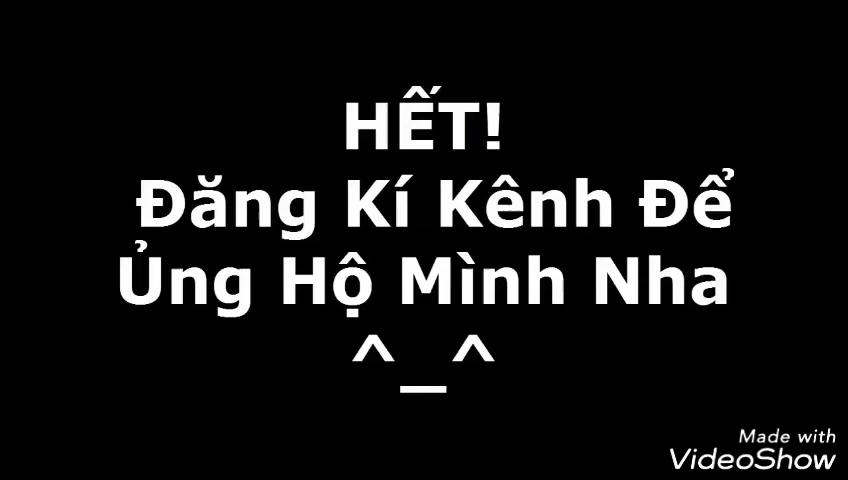 HẾT!
Đăng Kí Kênh Để
Ủng Hộ Mình Nha
^_^
Made with
VideoShow